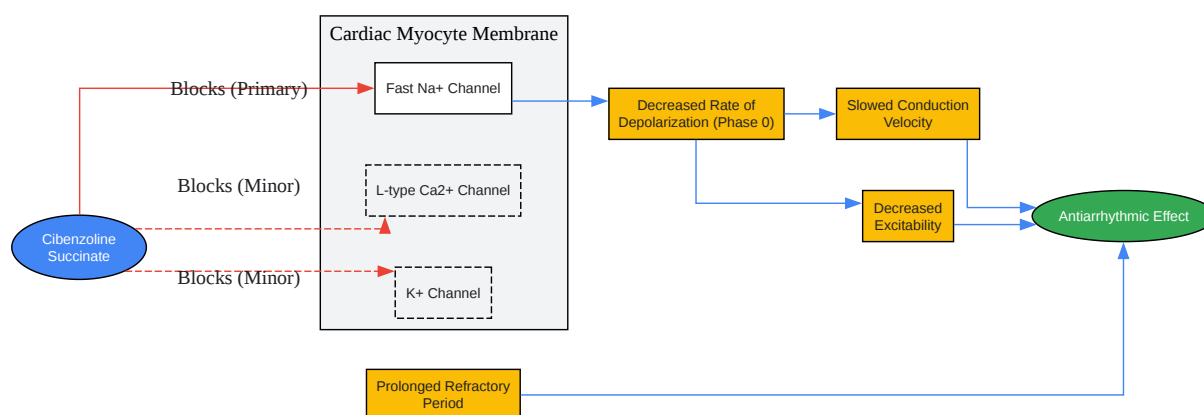 Cardiac Myocyte Membrane
Blocks (Primary)
Fast Na+ Channel
Decreased Rate of
Depolarization (Phase 0)
Slowed Conduction
Velocity
Blocks (Minor)
L-type Ca2+ Channel
Decreased
Excitability
Antiarrhythmic Effect
Cibenzoline
Succinate
Blocks (Minor)
K+ Channel
Prolonged Refractory
Period